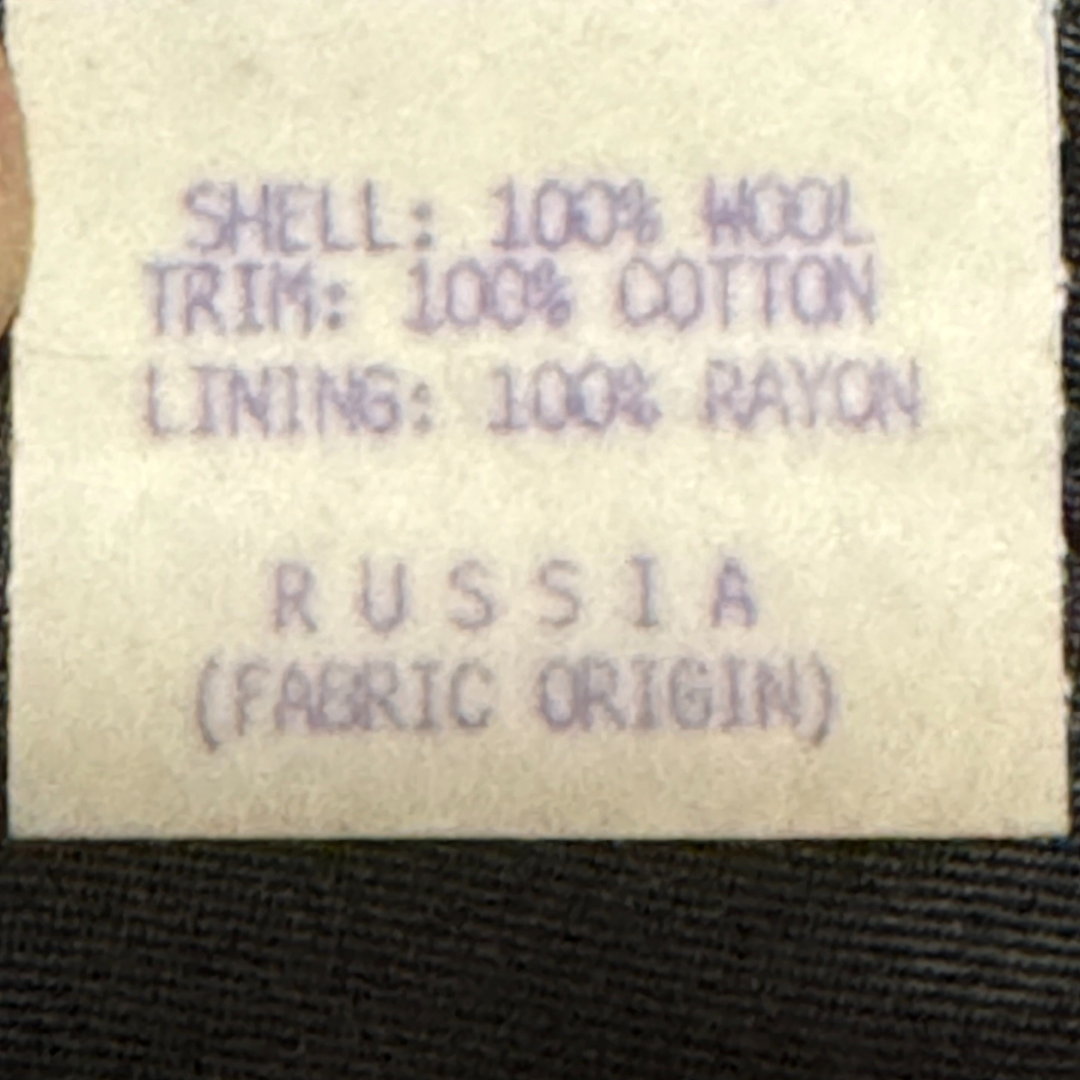 SHELL: 100% WOOL
TRIM: 100% COTTON
LINING: 100% RAYON
R U S S I A
(FABRIC ORIGIN)